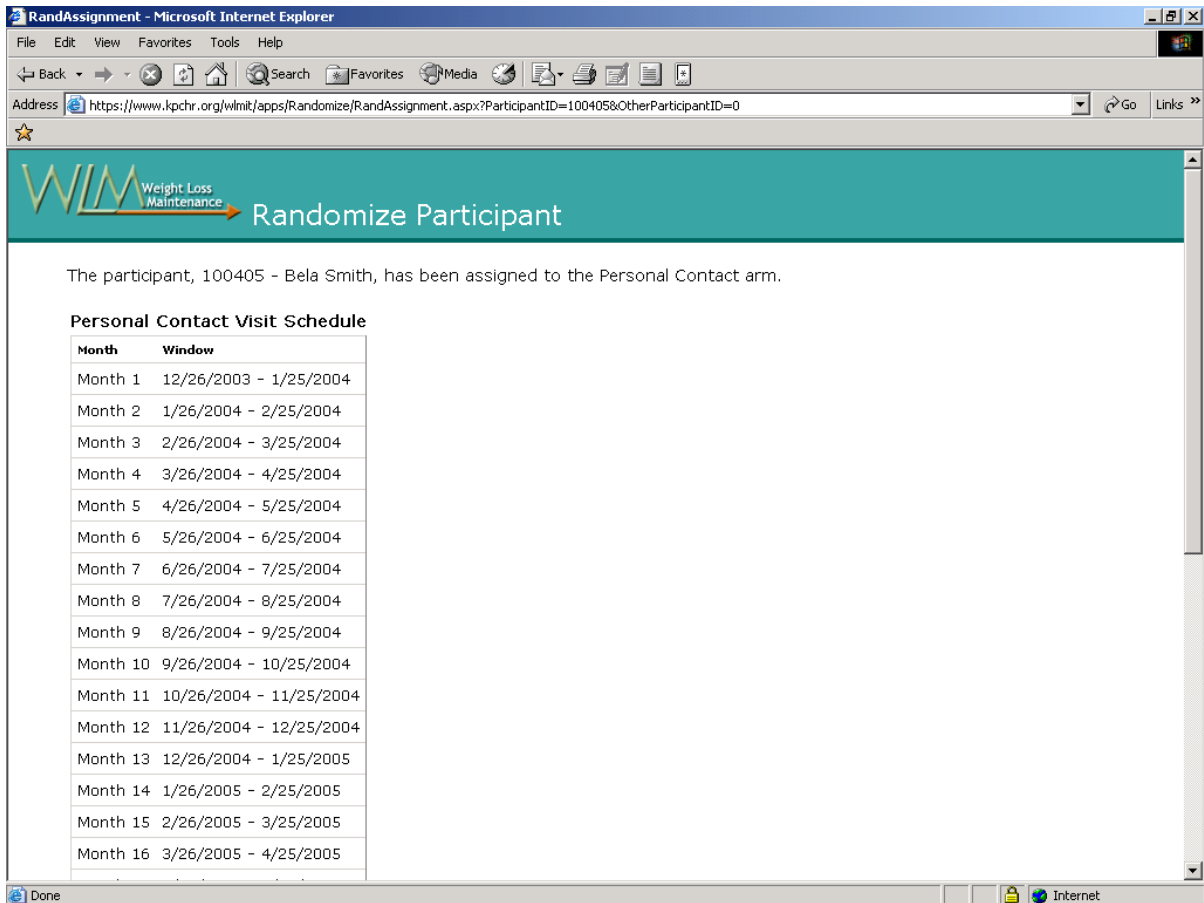 RandAssignment - Microsoft Internet Explorer
File Edit View Favorites Tools Help
Back Search Favorites Media
Address https://www.kpchr.org/wlmit/apps/Randomize/RandAssignment.aspx?ParticipantID=100405&OtherParticipantID=0 Go Links »
WLM Weight Loss
Maintenance
Randomize Participant
The participant, 100405 - Bela Smith, has been assigned to the Personal Contact arm.
Personal Contact Visit Schedule
Month Window
Month 1 12/26/2003 - 1/25/2004
Month 2 1/26/2004 - 2/25/2004
Month 3 2/26/2004 - 3/25/2004
Month 4 3/26/2004 - 4/25/2004
Month 5 4/26/2004 - 5/25/2004
Month 6 5/26/2004 - 6/25/2004
Month 7 6/26/2004 - 7/25/2004
Month 8 7/26/2004 - 8/25/2004
Month 9 8/26/2004 - 9/25/2004
Month 10 9/26/2004 - 10/25/2004
Month 11 10/26/2004 - 11/25/2004
Month 12 11/26/2004 - 12/25/2004
Month 13 12/26/2004 - 1/25/2005
Month 14 1/26/2005 - 2/25/2005
Month 15 2/26/2005 - 3/25/2005
Month 16 3/26/2005 - 4/25/2005
Done Internet